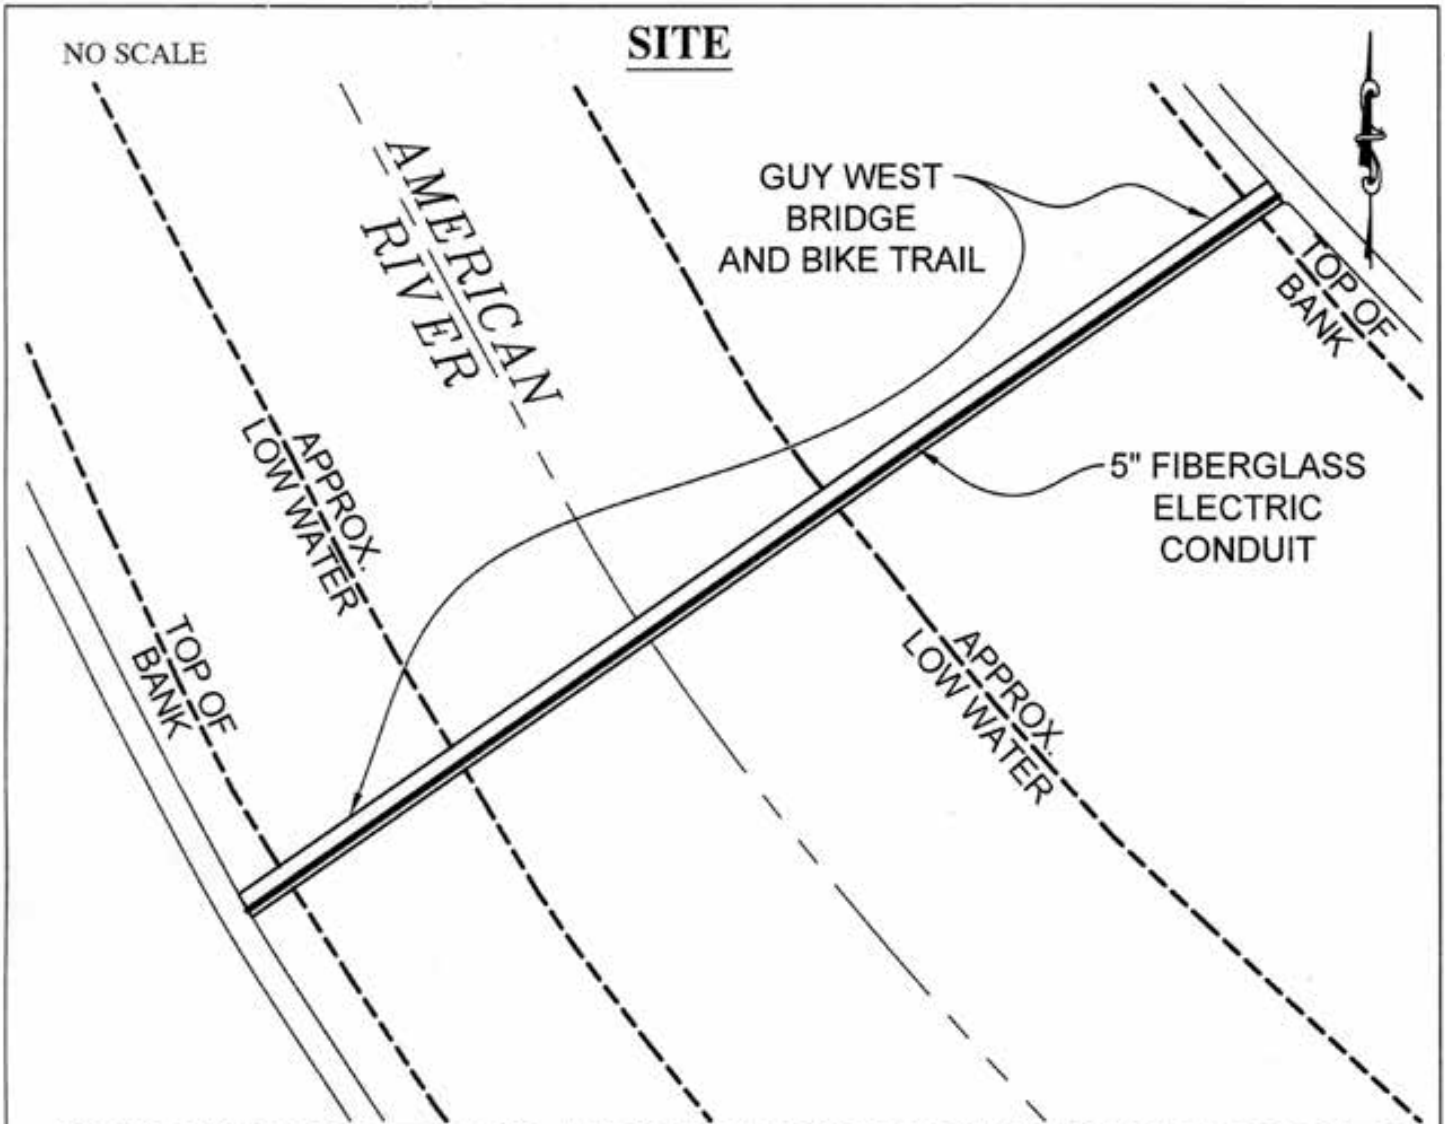 NO SCALE
SITE
AMERICAN
RIVER
GUY WEST
BRIDGE
AND BIKE TRAIL
TOP OF
BANK
5" FIBERGLASS
ELECTRIC
CONDUIT
APPROX.
LOW WATER
TOP OF
BANK
APPROX.
LOW WATER